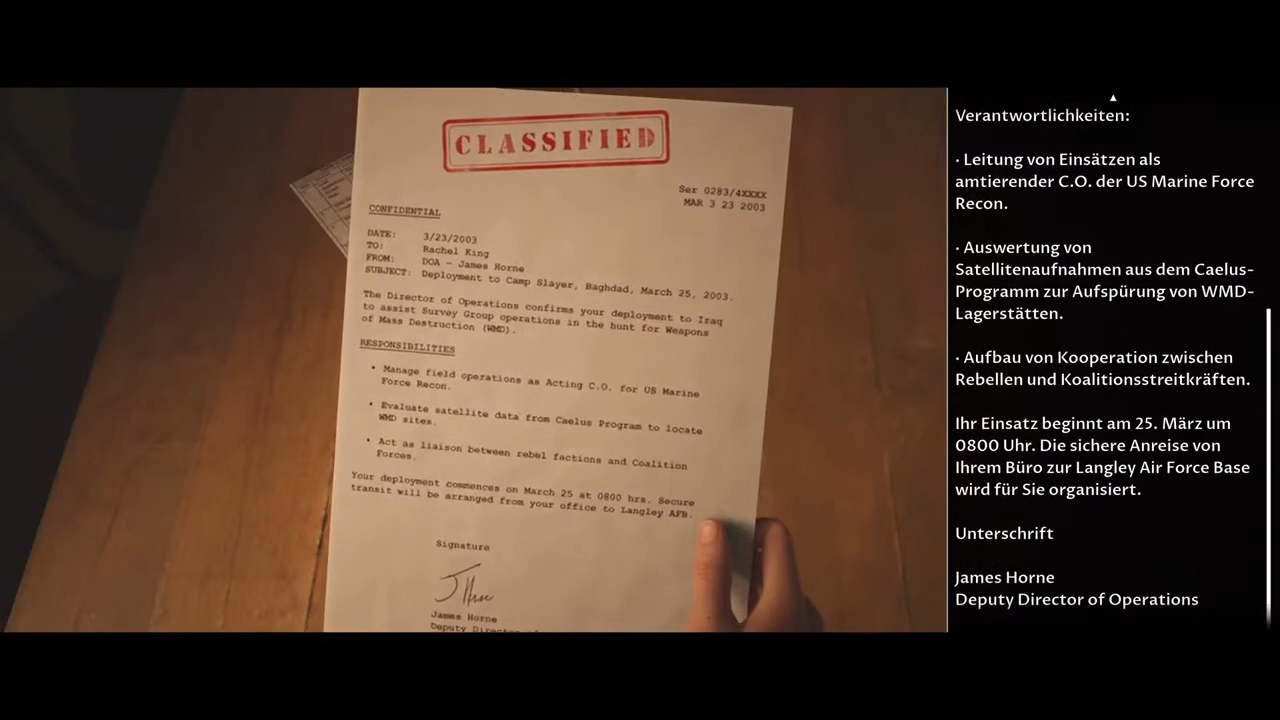 CLASSIFIED
Ser 0283/4XXXX
MAR 3 23 2003
CONFIDENTIAL
DATE: 3/23/2003
TO: Rachel King
FROM: DOA - James Horne
SUBJECT: Deployment to Camp Slayer, Baghdad, March 25, 2003.
The Director of Operations confirms your deployment to Iraq
to assist Survey Group operations in the hunt for Weapons
of Mass Destruction (WMD).
RESPONSIBILITIES
• Manage field operations as Acting C.O. for US Marine
Force Recon.
• Evaluate satellite data from Caelus Program to locate
WMD sites.
• Act as liaison between rebel factions and Coalition
Forces.
Your deployment commences on March 25 at 0800 hrs. Secure
transit will be arranged from your office to Langley AFB.
Signature
J Horne
James Horne
Deputy Director
Verantwortlichkeiten:
· Leitung von Einsätzen als
amtierender C.O. der US Marine Force
Recon.
· Auswertung von
Satellitenaufnahmen aus dem Caelus-
Programm zur Aufspürung von WMD-
Lagerstätten.
· Aufbau von Kooperation zwischen
Rebellen und Koalitionsstreitkräften.
Ihr Einsatz beginnt am 25. März um
0800 Uhr. Die sichere Anreise von
Ihrem Büro zur Langley Air Force Base
wird für Sie organisiert.
Unterschrift
James Horne
Deputy Director of Operations